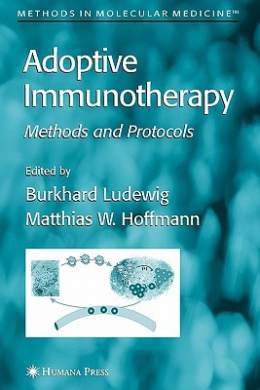 METHODS IN MOLECULAR MEDICINE™
Adoptive
Immunotherapy
Methods and Protocols
Edited by
Burkhard Ludewig
Matthias W. Hoffmann
HUMANA PRESS